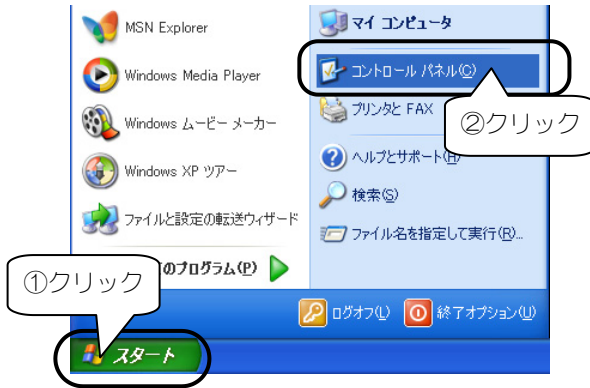 MSN Explorer
Windows Media Player
Windows ムービー メーカー
Windows XP ツアー
ファイルと設定の転送ウィザード
のプログラム(P)
マイ コンピュータ
コントロール パネル(C)
プリンタと FAX
②クリック
ヘルプとサポート(H)
検索(S)
ファイル名を指定して実行(R)...
①クリック
ログオフ(L)
終了オプション(U)
スタート